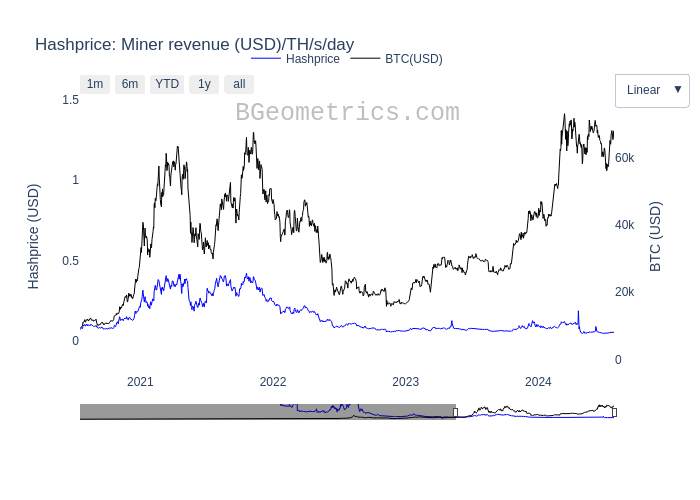 Hashprice: Miner revenue (USD)/TH/s/day
Hashprice BTC(USD)
1m 6m YTD 1y all
Linear ▼
BGeometrics.com
1.5
1
0.5
0
Hashprice (USD)
60k
40k
20k
0
BTC (USD)
2021 2022 2023 2024